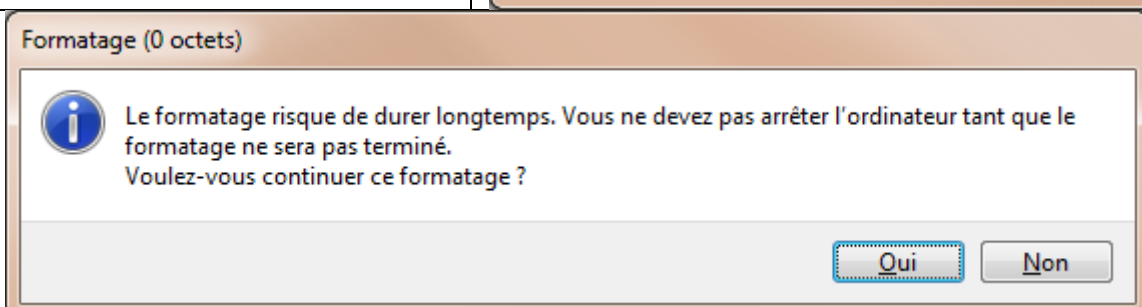 Formatage (0 octets)
Le formatage risque de durer longtemps. Vous ne devez pas arrêter l’ordinateur tant que le
formatage ne sera pas terminé.
Voulez-vous continuer ce formatage ?
Oui Non